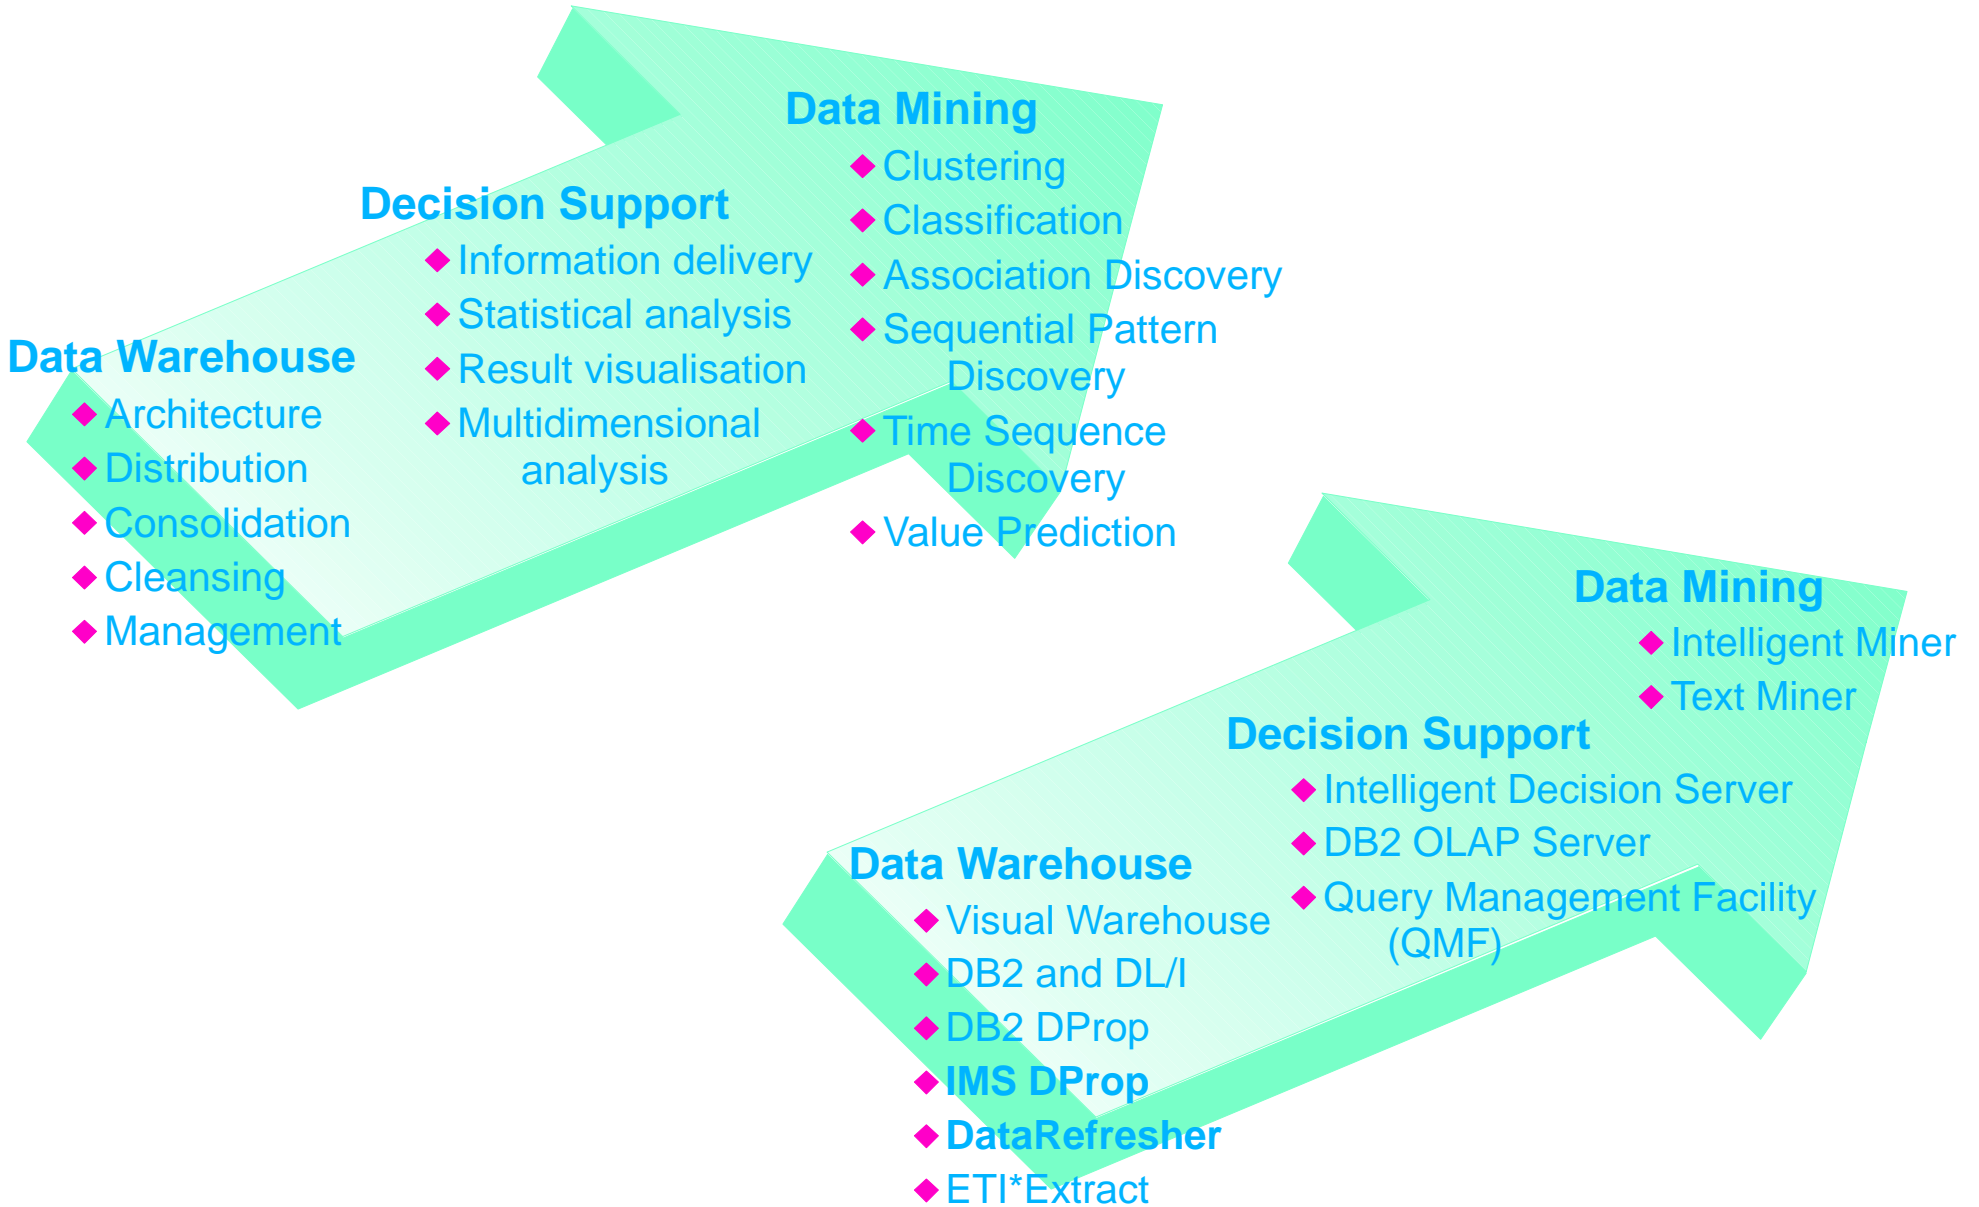 Data Mining
Clustering
Classification
Association Discovery
Sequential Pattern
Discovery
Time Sequence
Discovery
Value Prediction
Decision Support
Information delivery
Statistical analysis
Result visualisation
Multidimensional
analysis
Data Warehouse
Architecture
Distribution
Consolidation
Cleansing
Management
Data Mining
Intelligent Miner
Text Miner
Decision Support
Intelligent Decision Server
DB2 OLAP Server
Query Management Facility
(QMF)
Data Warehouse
Visual Warehouse
DB2 and DL/I
DB2 DProp
IMS DProp
DataRefresher
ETI*Extract